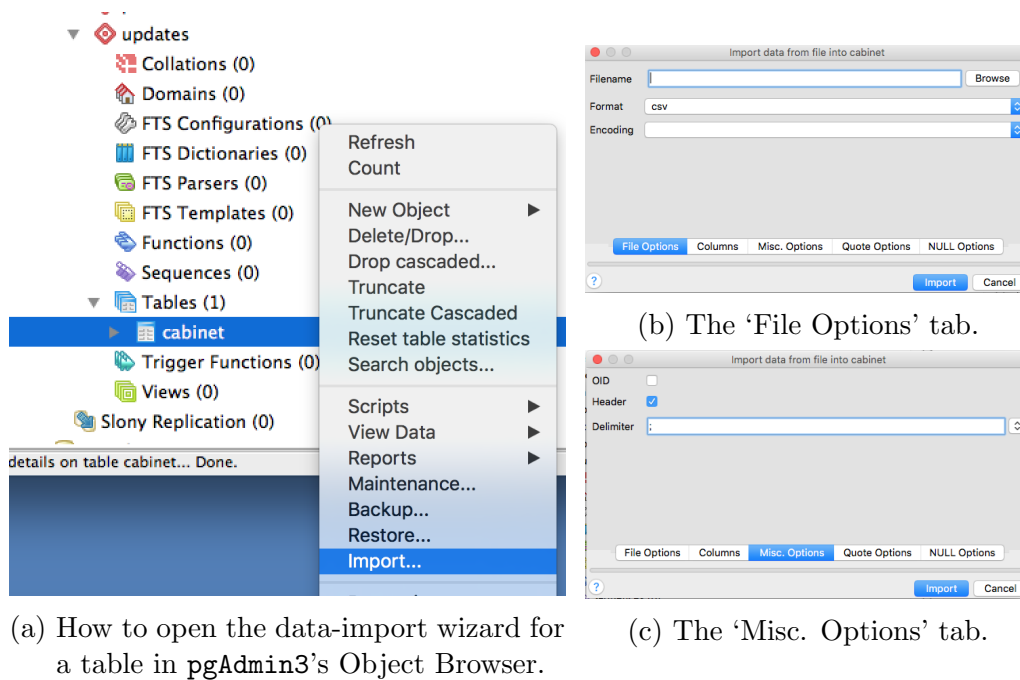 updates
Collations (0)
Domains (0)
FTS Configurations (0)
FTS Dictionaries (0)
FTS Parsers (0)
FTS Templates (0)
Functions (0)
Sequences (0)
Tables (1)
cabinet
Trigger Functions (0)
Views (0)
Slony Replication (0)
details on table cabinet... Done.
Refresh
Count
New Object
Delete/Drop...
Drop cascaded...
Truncate
Truncate Cascaded
Reset table statistics
Search objects...
Scripts
View Data
Reports
Maintenance...
Backup...
Restore...
Import...
(a) How to open the data-import wizard for
a table in pgAdmin3's Object Browser.
Import data from file into cabinet
Filename Browse
Format csv
Encoding
File Options Columns Misc. Options Quote Options NULL Options
? Import Cancel
(b) The ‘File Options’ tab.
Import data from file into cabinet
OID
Header
Delimiter ;
File Options Columns Misc. Options Quote Options NULL Options
? Import Cancel
(c) The ‘Misc. Options’ tab.